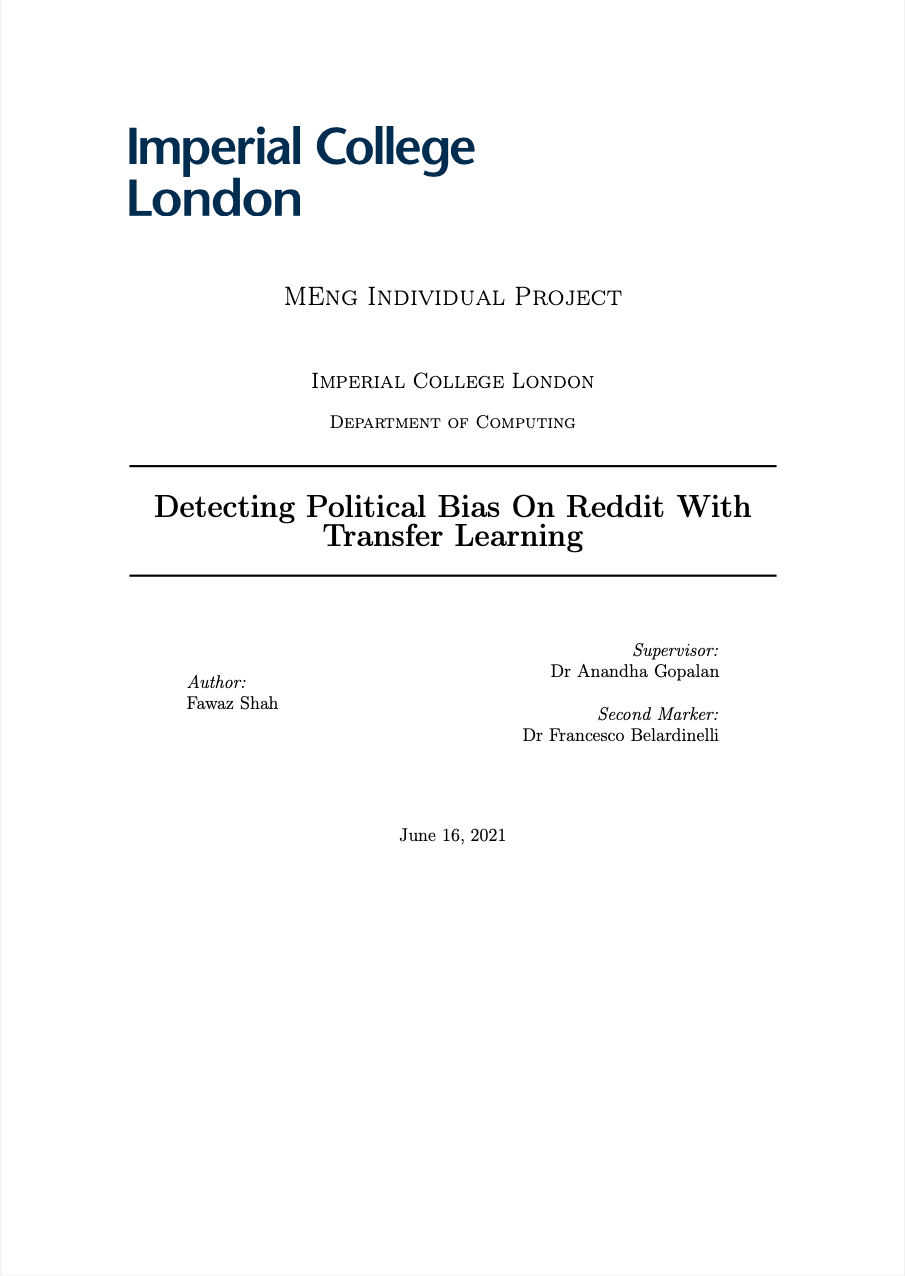 Imperial College
London
MEng Individual Project
Imperial College London
Department of Computing
Detecting Political Bias On Reddit With
Transfer Learning
Author:
Fawaz Shah
Supervisor:
Dr Anandha Gopalan
Second Marker:
Dr Francesco Belardinelli
June 16, 2021